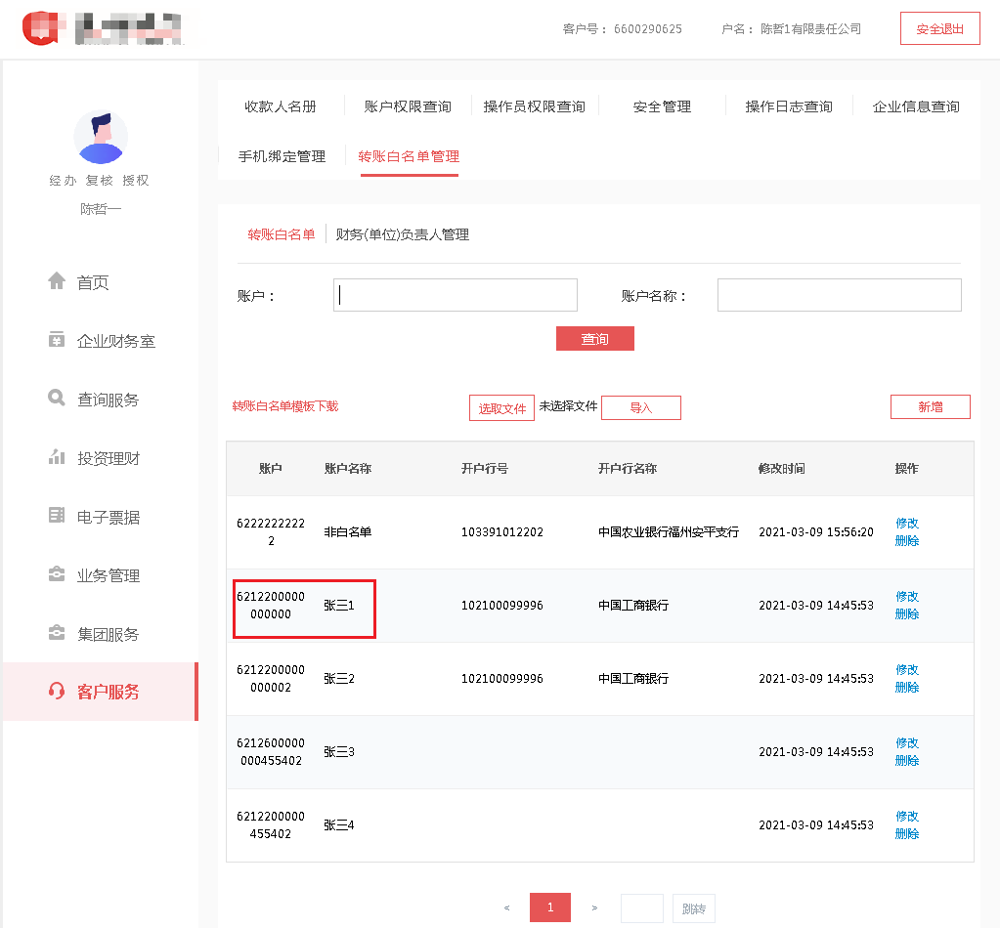 客户号： 6600290625 户名： 陈哲1有限责任公司 安全退出
收款人名册 账户权限查询 操作员权限查询 安全管理 操作日志查询 企业信息查询
手机绑定管理 转账白名单管理
经办 复核 授权
陈哲一
首页
企业财务室
查询服务
投资理财
电子票据
业务管理
集团服务
客户服务
转账白名单 财务(单位)负责人管理
账户： 账户名称：
查询
转账白名单模板下载 选取文件 未选择文件 导入 新增
账户 账户名称 开户行号 开户行名称 修改时间 操作
6222222222
2
非白名单 103391012202 中国农业银行福州安平支行 2021-03-09 15:56:20
修改
删除
6212200000
000000
张三1 102100099996 中国工商银行 2021-03-09 14:45:53
修改
删除
6212200000
000002
张三2 102100099996 中国工商银行 2021-03-09 14:45:53
修改
删除
6212600000
000455402
张三3 2021-03-09 14:45:53
修改
删除
6212200000
455402
张三4 2021-03-09 14:45:53
修改
删除
< 1 > 跳转